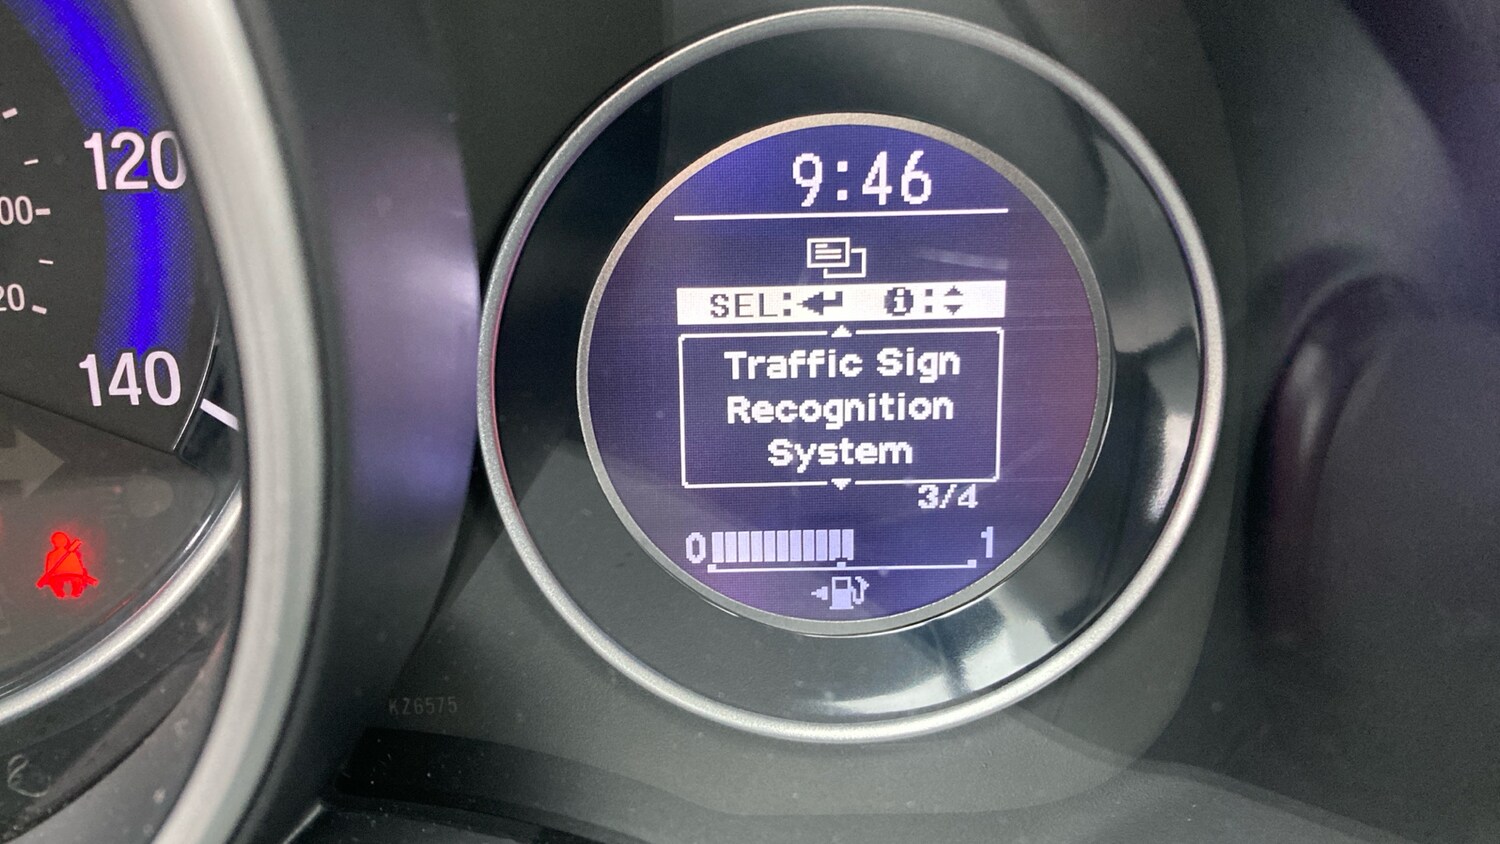 120
00
20
140
9:46
SEL: i :
Traffic Sign
Recognition
System
3/4
0 1
KZ6575